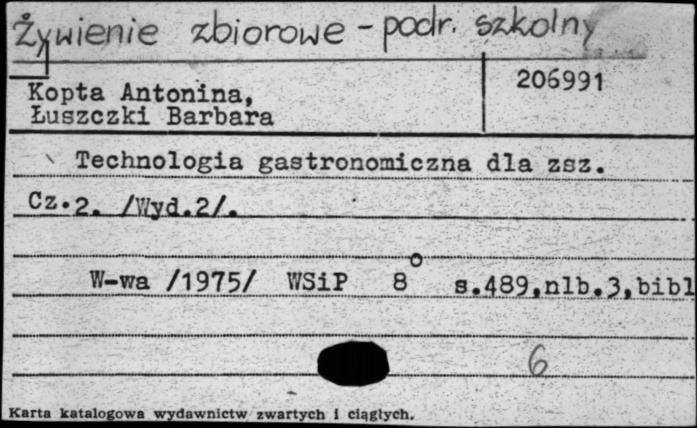 Żywienie zbiorowe - podr. szkolny
206991
Kopta Antonina,
Łuszczki Barbara
Technologia gastronomiczna dla zsz.
Cz.2. /Wyd.2/.
W-wa /1975/ WSiP 8° s.489,nlb.3,bibl
6
Karta katalogowa wydawnictw zwartych i ciągłych.